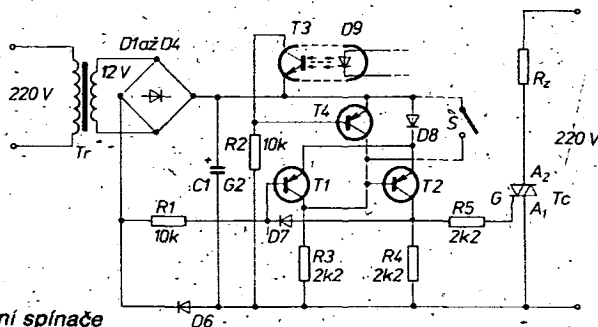 T3
D9
D1až D4
12 V
220 V
Tr
Rz
T4
Š
D8
220 V
R2
10k
C1
G2
T1
T2
A2
G
Tc
A1
R1
10k
D7
R5
2k2
R3
2k2
R4
2k2
D6
ní spínače